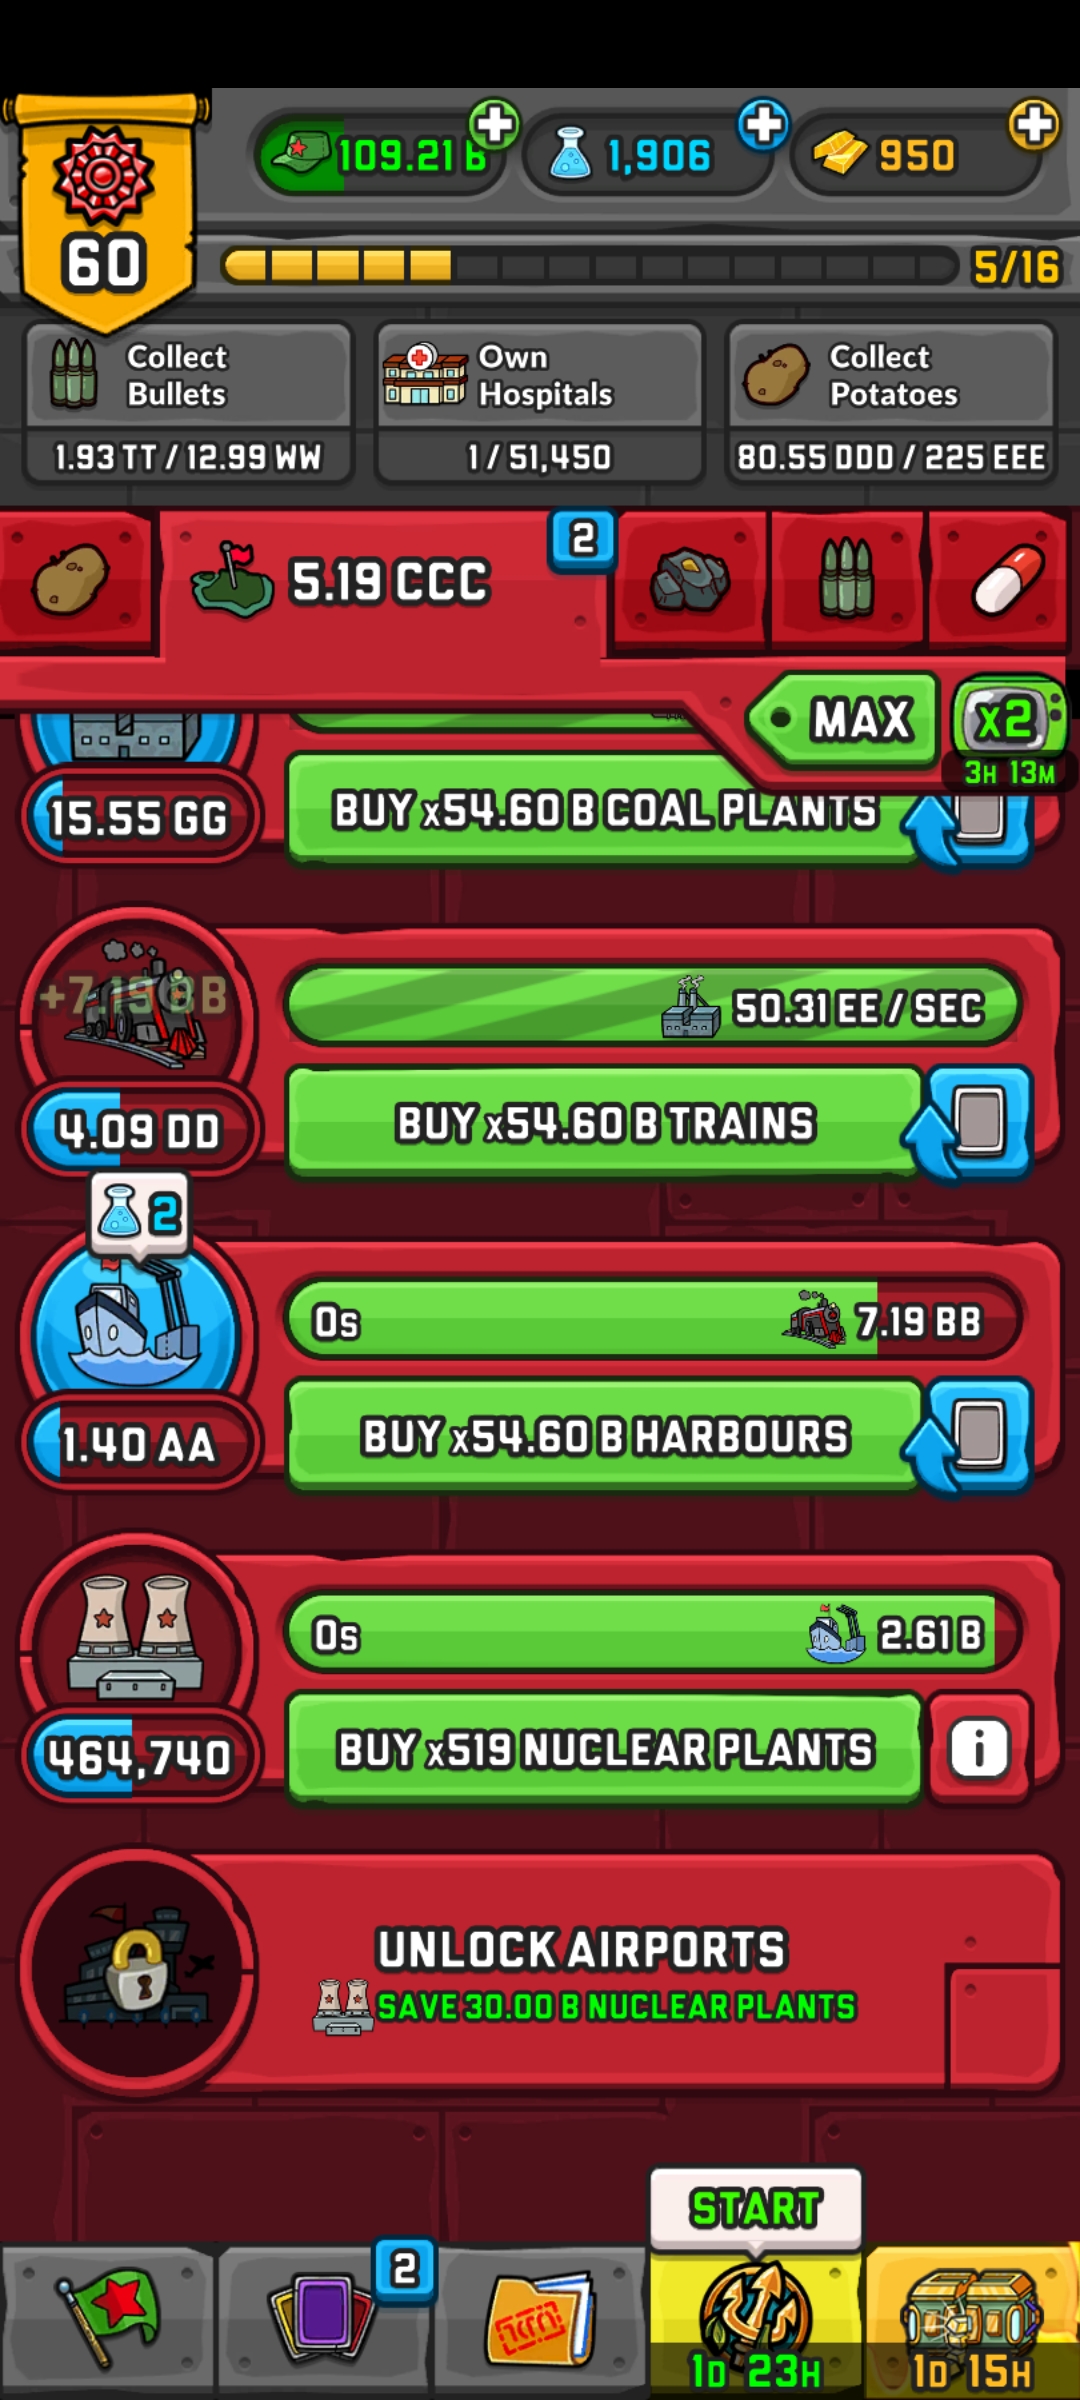 60
109.21 B
1,906
950
5/16
Collect
Bullets
1.93 TT / 12.99 WW
Own
Hospitals
1 / 51,450
Collect
Potatoes
80.55 DDD / 225 EEE
5.19 CCC
2
MAX
x2
3H 13M
15.55 GG
BUY x54.60 B COAL PLANTS
+7.19 BB
50.31 EE / SEC
4.09 DD
BUY x54.60 B TRAINS
2
0s
7.19 BB
1.40 AA
BUY x54.60 B HARBOURS
0s
2.61 B
464,740
BUY x519 NUCLEAR PLANTS
i
UNLOCK AIRPORTS
SAVE 30.00 B NUCLEAR PLANTS
START
2
1D 23H
1D 15H